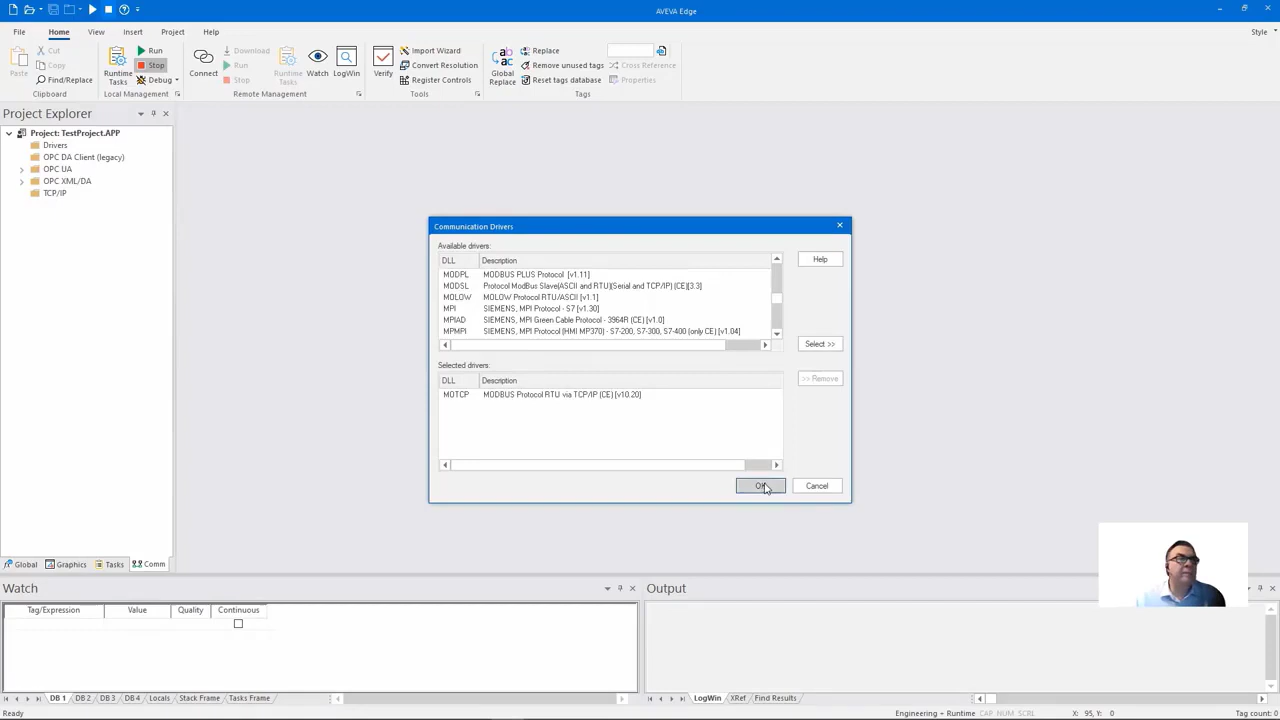 AVEVA Edge
File Home View Insert Project Help Style
Paste
Cut
Copy
Find/Replace
Clipboard
Runtime Tasks
Run
Stop
Debug
Local Management
Connect
Download
Run
Stop
Runtime Tasks
Watch
LogWin
Remote Management
Verify
Import Wizard
Convert Resolution
Register Controls
Tools
Global Replace
Replace
Remove unused tags
Reset tags database
Cross Reference
Properties
Tags
Project Explorer
Project: TestProject.APP
Drivers
OPC DA Client (legacy)
OPC UA
OPC XML/DA
TCP/IP
Global Graphics Tasks Comm
Communication Drivers
Available drivers:
DLL Description
MODPL MODBUS PLUS Protocol [v1.11]
MODSL Protocol ModBus Slave(ASCII and RTU)(Serial and TCP/IP) (CE)[3.3]
MOLOW MOLOW Protocol RTU/ASCII [v1.1]
MPI SIEMENS, MPI Protocol - S7 [v1.30]
MPIAD SIEMENS, MPI Green Cable Protocol - 3964R (CE) [v1.0]
MPMPI SIEMENS, MPI Protocol (HMI MP370) - S7-200, S7-300, S7-400 (only CE) [v1.04]
Help
Select >>
>> Remove
Selected drivers:
DLL Description
MOTCP MODBUS Protocol RTU via TCP/IP (CE) [v10.20]
OK Cancel
Watch
Tag/Expression Value Quality Continuous
DB 1 DB 2 DB 3 DB 4 Locals Stack Frame Tasks Frame
Output
LogWin XRef Find Results
Ready Engineering + Runtime CAP NUM SCRL X: 95, Y: 0 Tag count: 0